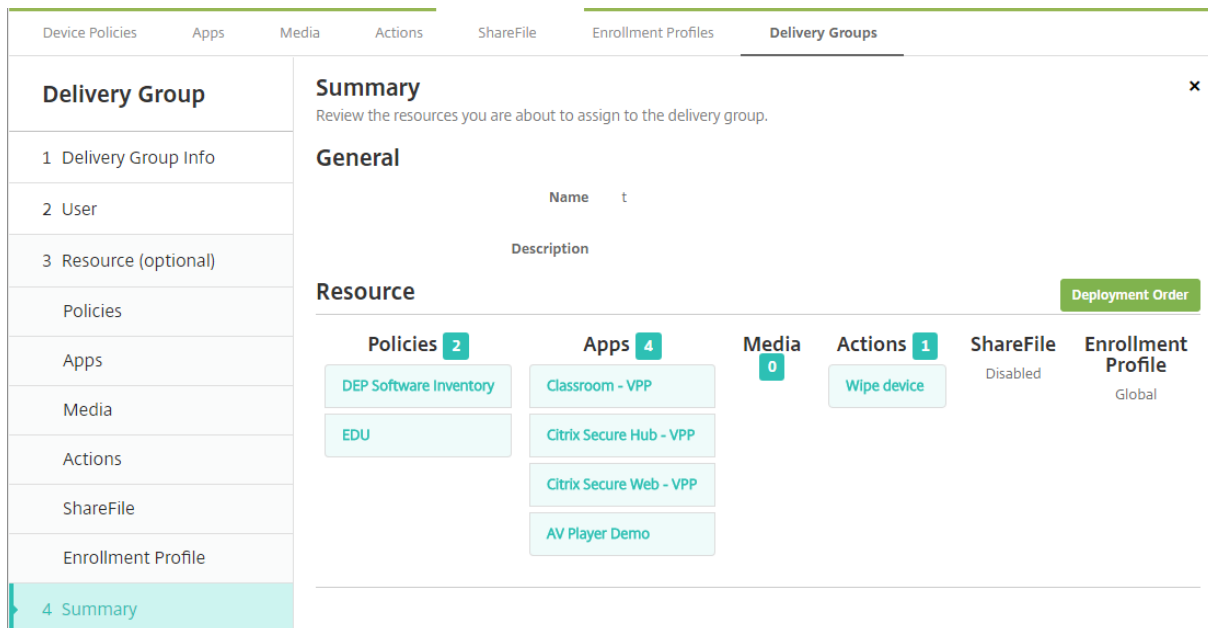 Device Policies Apps Media Actions ShareFile Enrollment Profiles Delivery Groups
Delivery Group
1 Delivery Group Info
2 User
3 Resource (optional)
Policies
Apps
Media
Actions
ShareFile
Enrollment Profile
4 Summary
Summary ×
Review the resources you are about to assign to the delivery group.
General
Name t
Description
Resource Deployment Order
Policies 2
DEP Software Inventory
EDU
Apps 4
Classroom - VPP
Citrix Secure Hub - VPP
Citrix Secure Web - VPP
AV Player Demo
Media
0
Actions 1
Wipe device
ShareFile
Disabled
Enrollment
Profile
Global